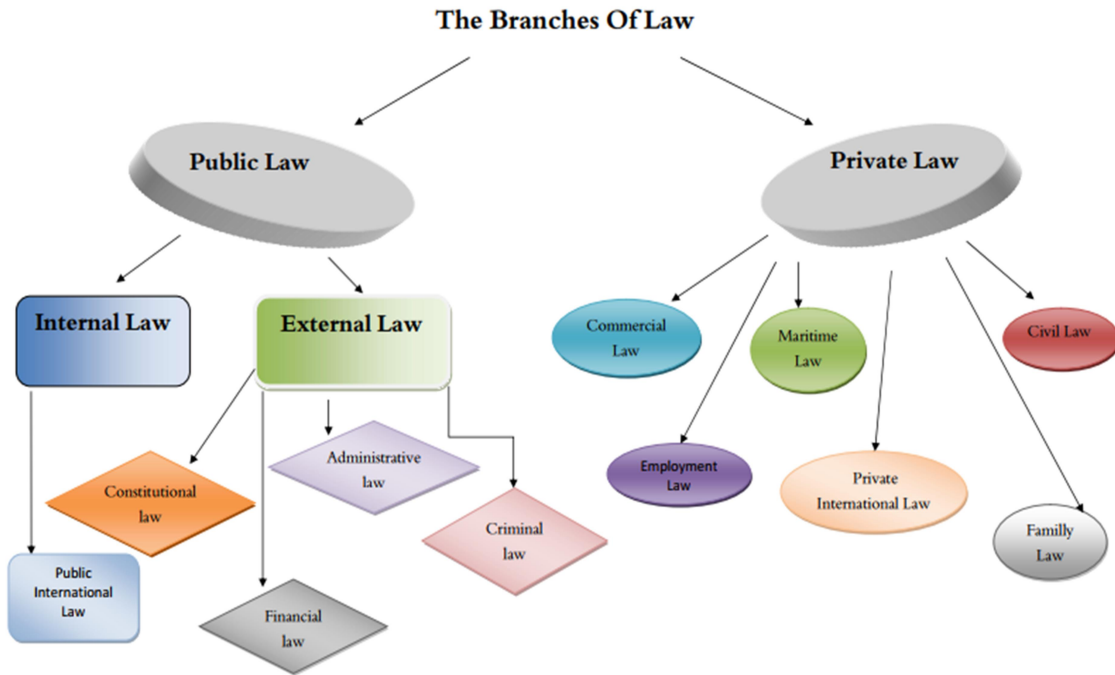 The Branches Of Law
Public Law
Private Law
Internal Law
External Law
Commercial
Law
Maritime
Law
Civil Law
Constitutional
law
Administrative
law
Criminal
law
Employment
Law
Private
International Law
Familly
Law
Public
International
Law
Financial
law